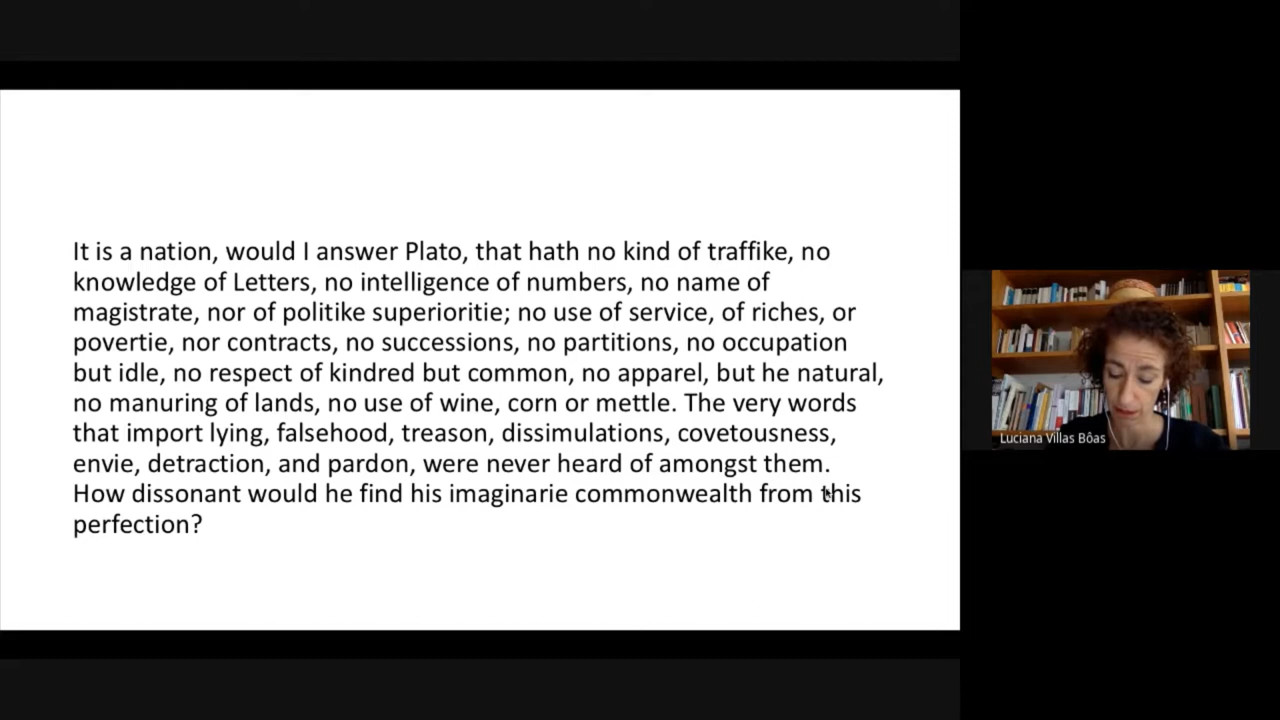 It is a nation, would I answer Plato, that hath no kind of traffike, no
knowledge of Letters, no intelligence of numbers, no name of
magistrate, nor of politike superioritie; no use of service, of riches, or
povertie, nor contracts, no successions, no partitions, no occupation
but idle, no respect of kindred but common, no apparel, but he natural,
no manuring of lands, no use of wine, corn or mettle. The very words
that import lying, falsehood, treason, dissimulations, covetousness,
envie, detraction, and pardon, were never heard of amongst them.
How dissonant would he find his imaginarie commonwealth from this
perfection?
Luciana Villas Bôas